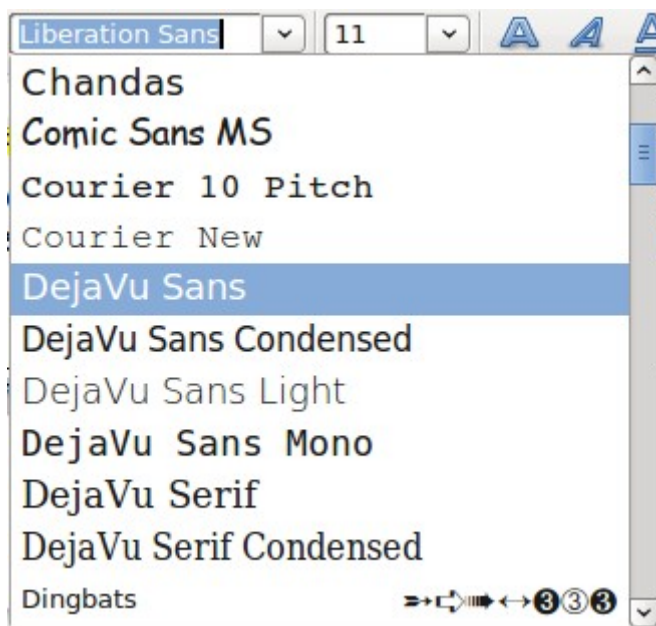 Liberation Sans 11
Chandas
Comic Sans MS
Courier 10 Pitch
Courier New
DejaVu Sans
DejaVu Sans Condensed
DejaVu Sans Light
DejaVu Sans Mono
DejaVu Serif
DejaVu Serif Condensed
Dingbats ➵➪➠↔❸③❸